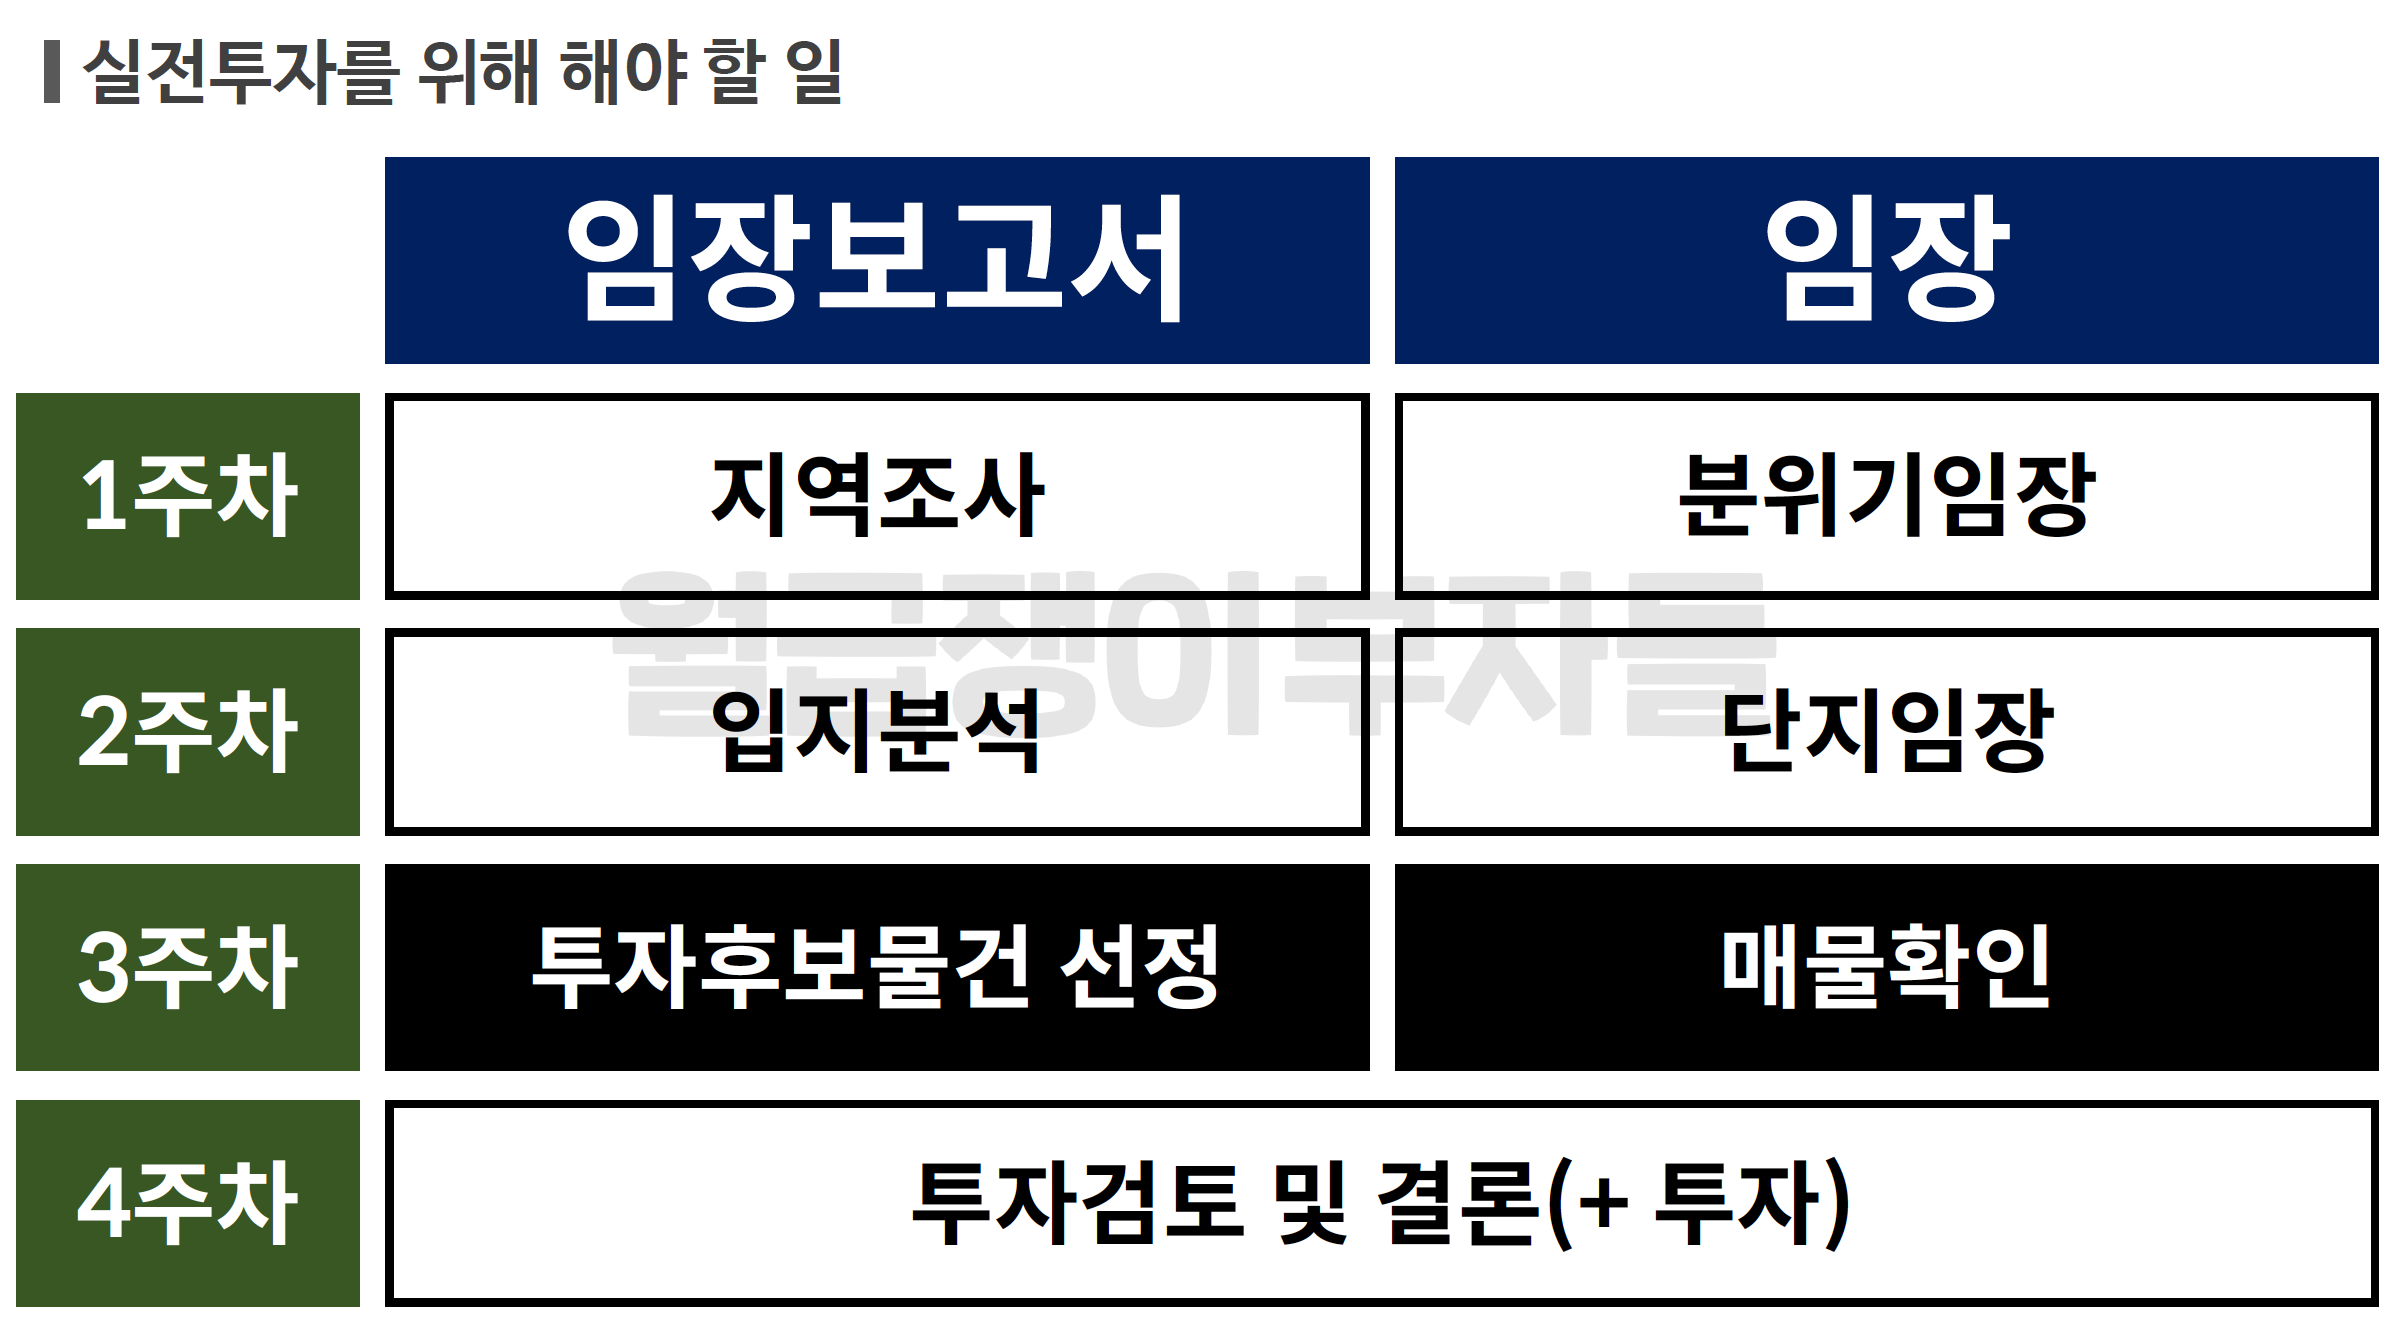 실전투자를 위해 해야 할 일
임장보고서 임장
1주차 지역조사 분위기임장
월급쟁이부자들
2주차 입지분석 단지임장
3주차 투자후보물건 선정 매물확인
4주차 투자검토 및 결론(+ 투자)